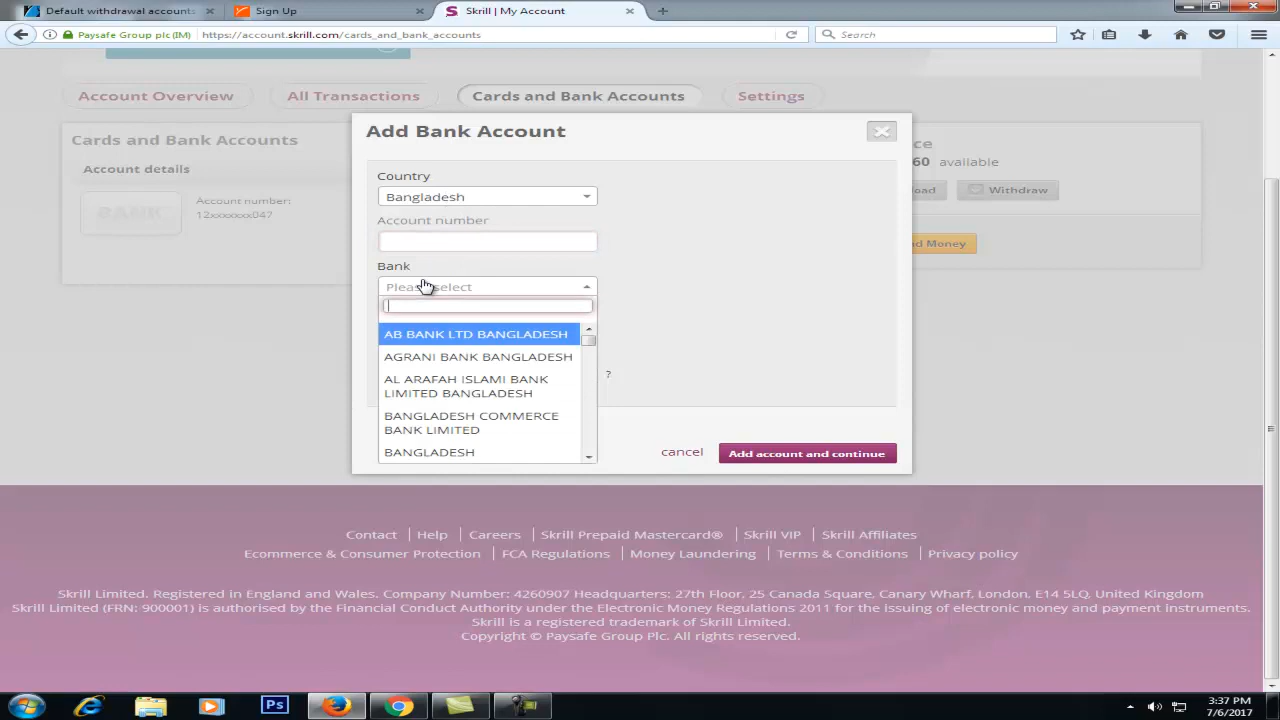 Default withdrawal accounts
Sign Up
Skrill | My Account
Paysafe Group plc (IM)
https://account.skrill.com/cards_and_bank_accounts
Search
Account Overview
All Transactions
Cards and Bank Accounts
Settings
Cards and Bank Accounts
Account details
BANK
Account number:
12xxxxxxx047
Add Bank Account
Country
Bangladesh
Account number
Bank
Please select
AB BANK LTD BANGLADESH
AGRANI BANK BANGLADESH
AL ARAFAH ISLAMI BANK
LIMITED BANGLADESH
BANGLADESH COMMERCE
BANK LIMITED
BANGLADESH
?
cancel
Add account and continue
60 available
Withdraw
Money
Contact | Help | Careers | Skrill Prepaid Mastercard® | Skrill VIP | Skrill Affiliates
Ecommerce & Consumer Protection | FCA Regulations | Money Laundering | Terms & Conditions | Privacy policy
Skrill Limited. Registered in England and Wales. Company Number: 4260907 Headquarters: 27th Floor, 25 Canada Square, Canary Wharf, London, E14 5LQ, United Kingdom
Skrill Limited (FRN: 900001) is authorised by the Financial Conduct Authority under the Electronic Money Regulations 2011 for the issuing of electronic money and payment instruments.
Skrill is a registered trademark of Skrill Limited.
Copyright © Paysafe Group Plc. All rights reserved.
Ps
3:37 PM
7/6/2017